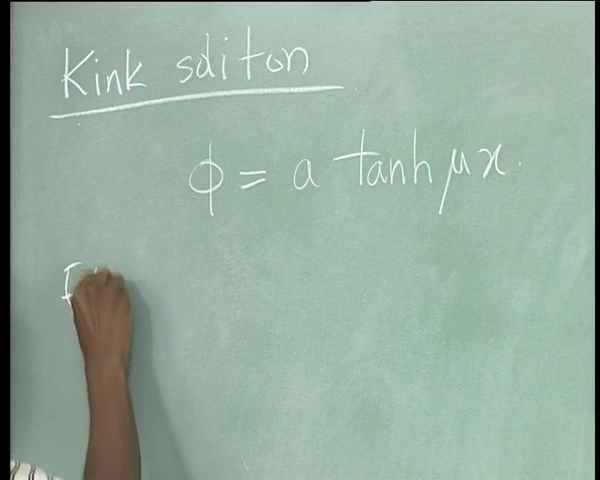 Kink soliton
ϕ = a tanh μx.